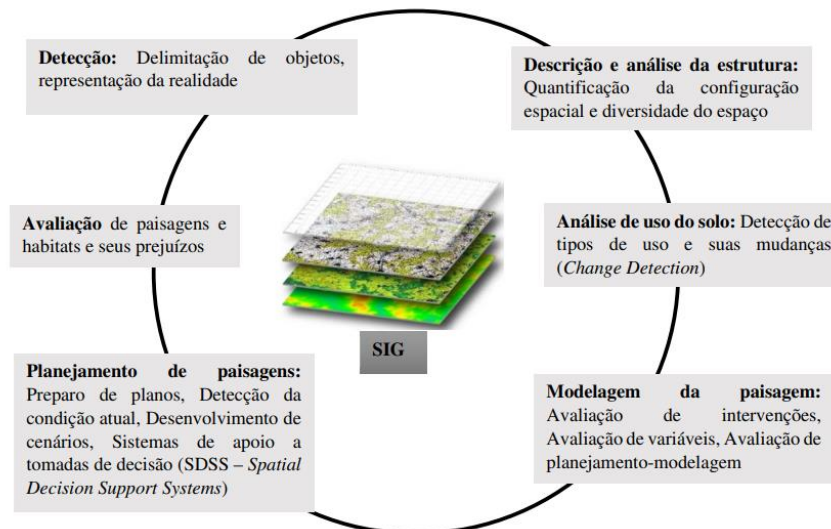 Detecção: Delimitação de objetos,
representação da realidade
Descrição e análise da estrutura:
Quantificação da configuração
espacial e diversidade do espaço
Avaliação de paisagens e
habitats e seus prejuízos
Análise de uso do solo: Detecção de
tipos de uso e suas mudanças
(Change Detection)
SIG
Planejamento de paisagens:
Preparo de planos, Detecção da
condição atual, Desenvolvimento de
cenários, Sistemas de apoio a
tomadas de decisão (SDSS – Spatial
Decision Support Systems)
Modelagem da paisagem:
Avaliação de intervenções,
Avaliação de variáveis, Avaliação de
planejamento-modelagem